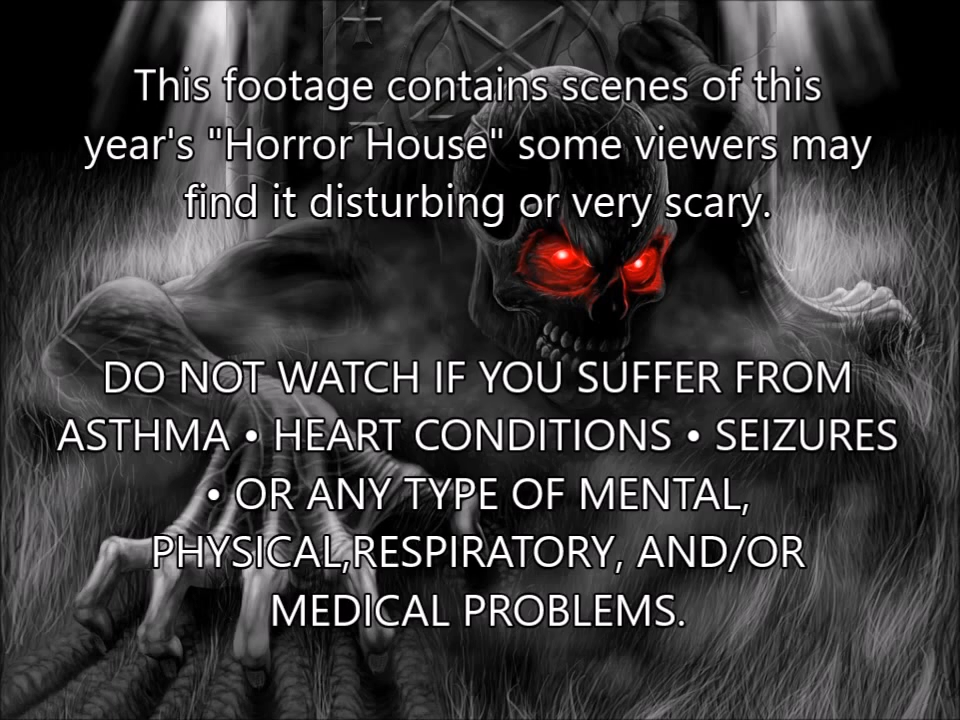 This footage contains scenes of this
year's "Horror House" some viewers may
find it disturbing or very scary.
DO NOT WATCH IF YOU SUFFER FROM
ASTHMA • HEART CONDITIONS • SEIZURES
• OR ANY TYPE OF MENTAL,
PHYSICAL,RESPIRATORY, AND/OR
MEDICAL PROBLEMS.